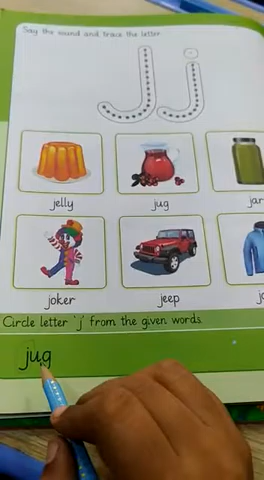 Say the sound and trace the letter.
Jj
jelly jug jar
joker jeep
Circle letter 'j' from the given words.
jug